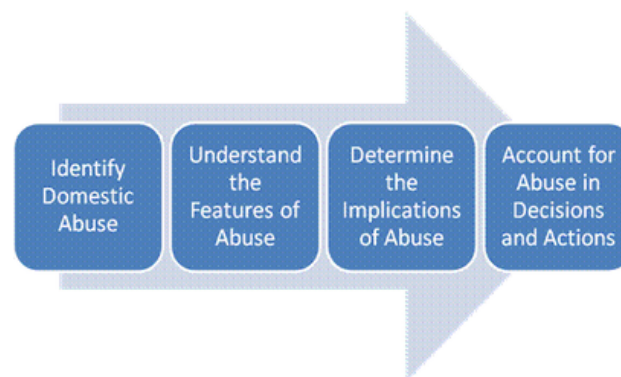 Identify
Domestic
Abuse
Understand
the
Features of
Abuse
Determine
the
Implications
of Abuse
Account for
Abuse in
Decisions
and Actions